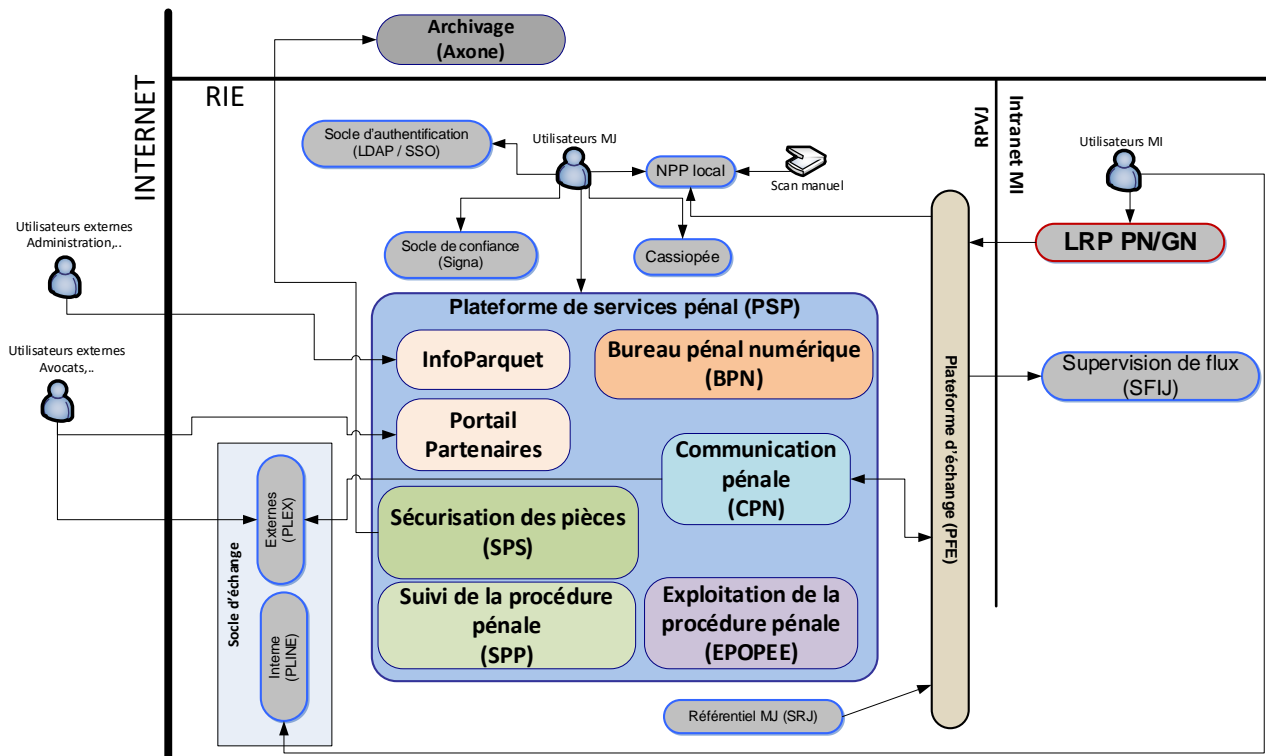 Archivage
(Axone)
INTERNET
RIE
RPVJ
Intranet MI
Socle d'authentification
(LDAP / SSO)
Utilisateurs MJ
NPP local
Scan manuel
Utilisateurs MI
Socle de confiance
(Signa)
Cassiopée
LRP PN/GN
Utilisateurs externes
Administration,..
Plateforme de services pénal (PSP)
InfoParquet
Bureau pénal numérique
(BPN)
Plateforme d'échange (PFE)
Supervision de flux
(SFIJ)
Utilisateurs externes
Avocats,..
Portail
Partenaires
Communication
pénale
(CPN)
Socle d'échange
Externes
(PLEX)
Interne
(PLINE)
Sécurisation des pièces
(SPS)
Suivi de la procédure
pénale
(SPP)
Exploitation de la
procédure pénale
(EPOPEE)
Référentiel MJ (SRJ)